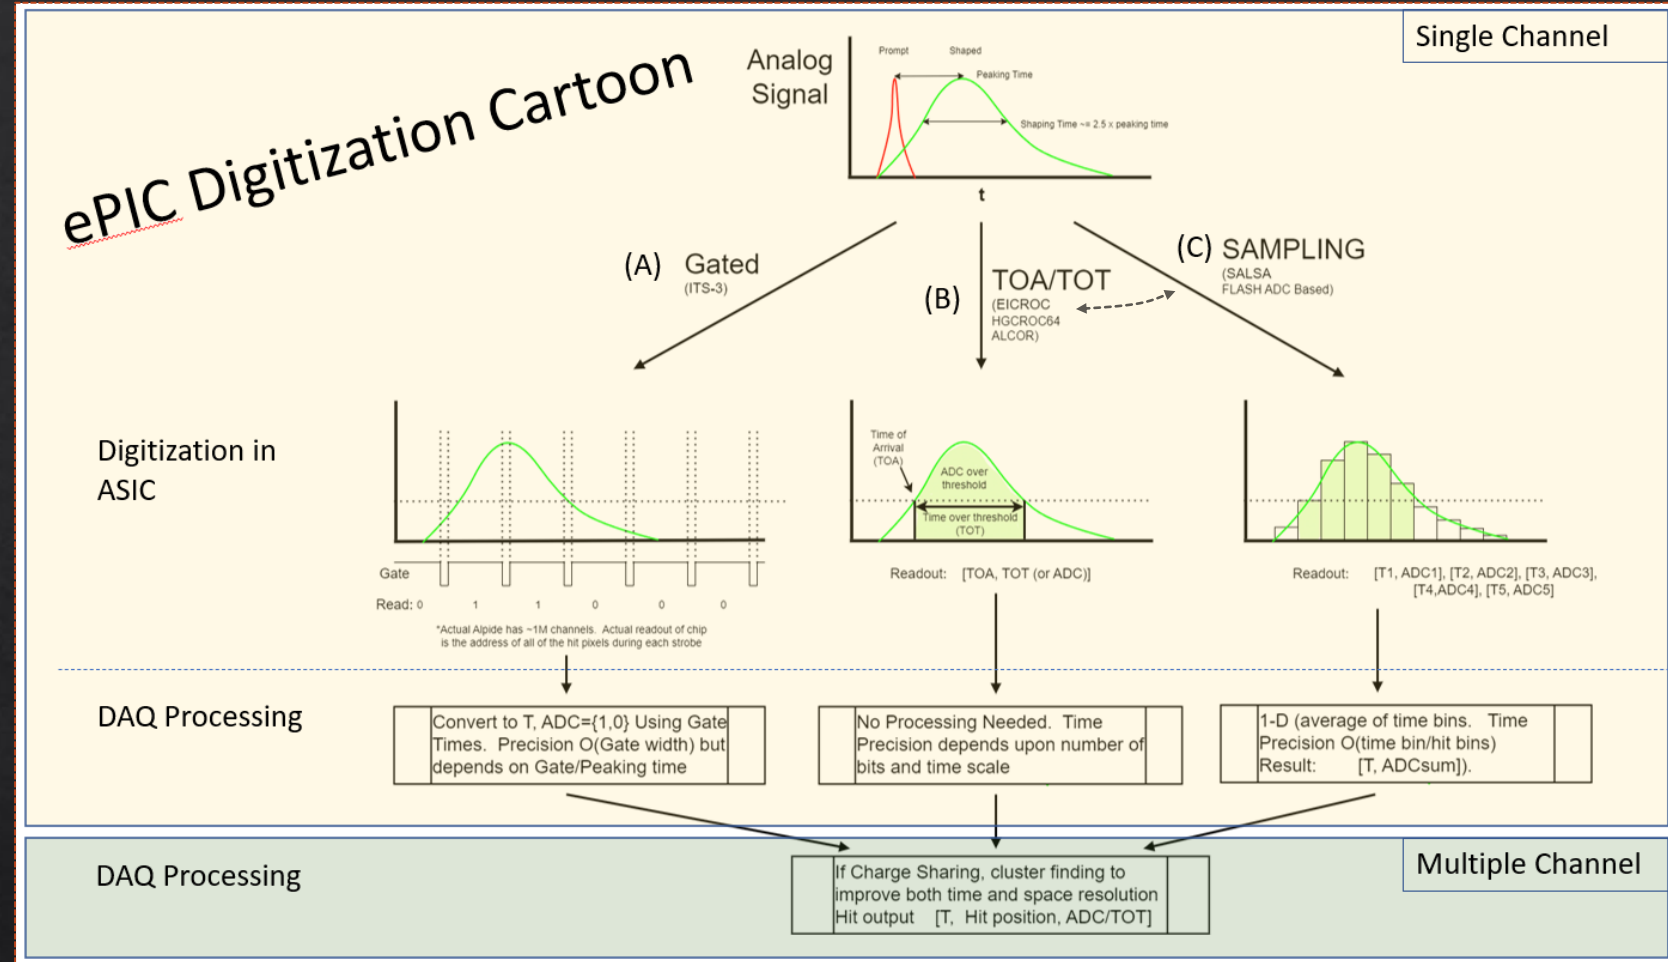 Single Channel
ePIC Digitization Cartoon
Analog
Signal
Prompt
Shaped
Peaking Time
Shaping Time ~= 2.5 x peaking time
t
(A) Gated
(ITS-3)
(B)
TOA/TOT
(EICROC
HGCROC64
ALCOR)
(C) SAMPLING
(SALSA
FLASH ADC Based)
Digitization in
ASIC
Gate
Read: 0 1 1 0 0 0
*Actual Alpide has ~1M channels. Actual readout of chip
is the address of all of the hit pixels during each strobe
Time of
Arrival
(TOA)
ADC over
threshold
Time over threshold
(TOT)
Readout: [TOA, TOT (or ADC)]
Readout: [T1, ADC1], [T2, ADC2], [T3, ADC3],
[T4,ADC4], [T5, ADC5]
DAQ Processing
Convert to T, ADC={1,0} Using Gate
Times. Precision O(Gate width) but
depends on Gate/Peaking time
No Processing Needed. Time
Precision depends upon number of
bits and time scale
1-D (average of time bins. Time
Precision O(time bin/hit bins)
Result: [T, ADCsum]).
Multiple Channel
DAQ Processing
If Charge Sharing, cluster finding to
improve both time and space resolution
Hit output [T, Hit position, ADC/TOT]